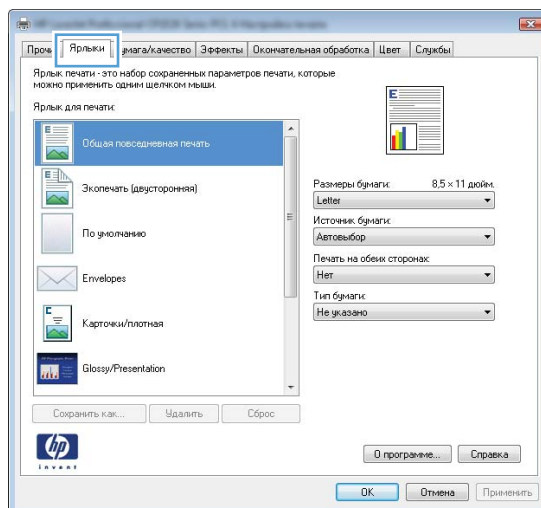 Ярлыки
Эффекты
Окончательная обработка
Цвет
Службы
Ярлык печати - это набор сохраненных параметров печати, которые
можно применить одним щелчком мыши.
Ярлык для печати:
Общая повседневная печать
Экопечать (двусторонняя)
По умолчанию
Envelopes
Карточки/плотная
Glossy/Presentation
Сохранить как...
Удалить
Сброс
Размеры бумаги:
8,5 × 11 дюйм.
Letter
Источник бумаги:
Автовыбор
Печать на обеих сторонах:
Нет
Тип бумаги:
Не указано
hp
invent
О программе...
Справка
OK
Отмена
Применить